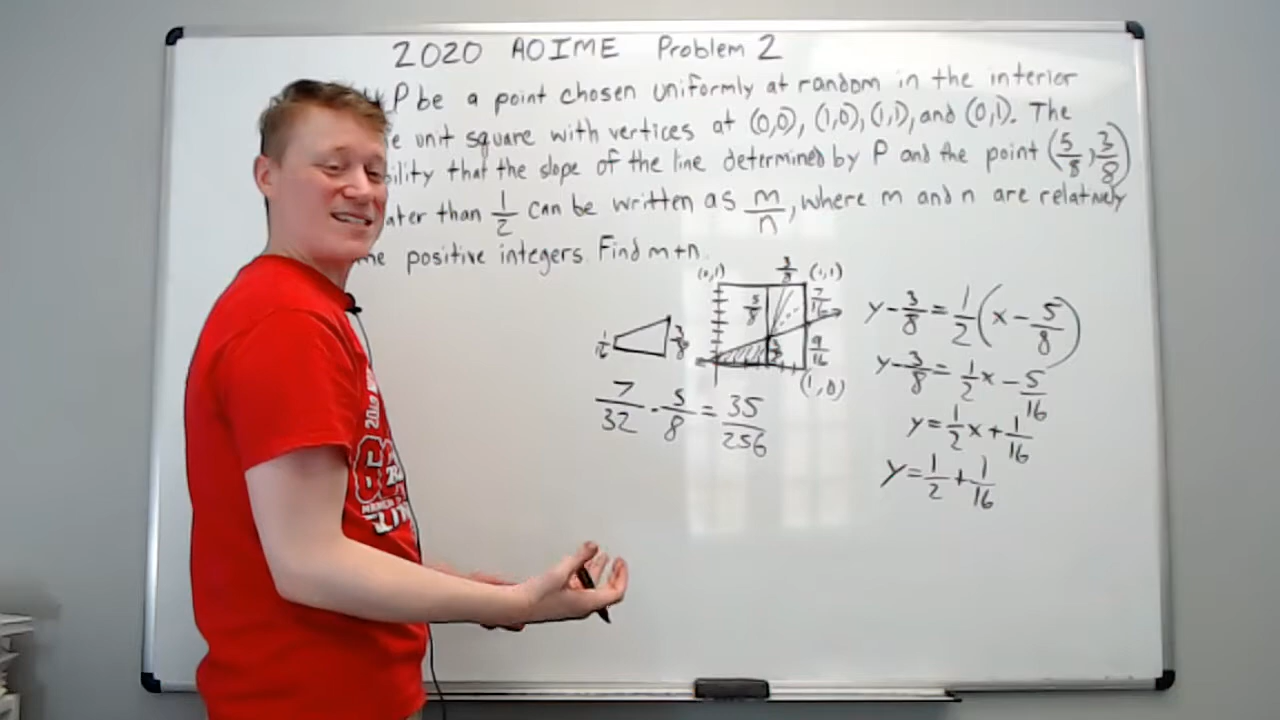 2020 AOIME Problem 2
P be a point chosen uniformly at random in the interior
e unit square with vertices at (0,0), (1,0), (1,1), and (0,1). The
ility that the slope of the line determined by P and the point (5/8, 3/8)
ater than 1/2 can be written as m/n, where m and n are relatively
me positive integers. Find m+n.
(0,1) 3/8 (1,1)
5/8 7/16
3/8 9/16
(1,0)
3/8
7/32 · 5/8 = 35/256
y - 3/8 = 1/2(x - 5/8)
y - 3/8 = 1/2x - 5/16
y = 1/2x + 1/16
y = 1/2 + 1/16